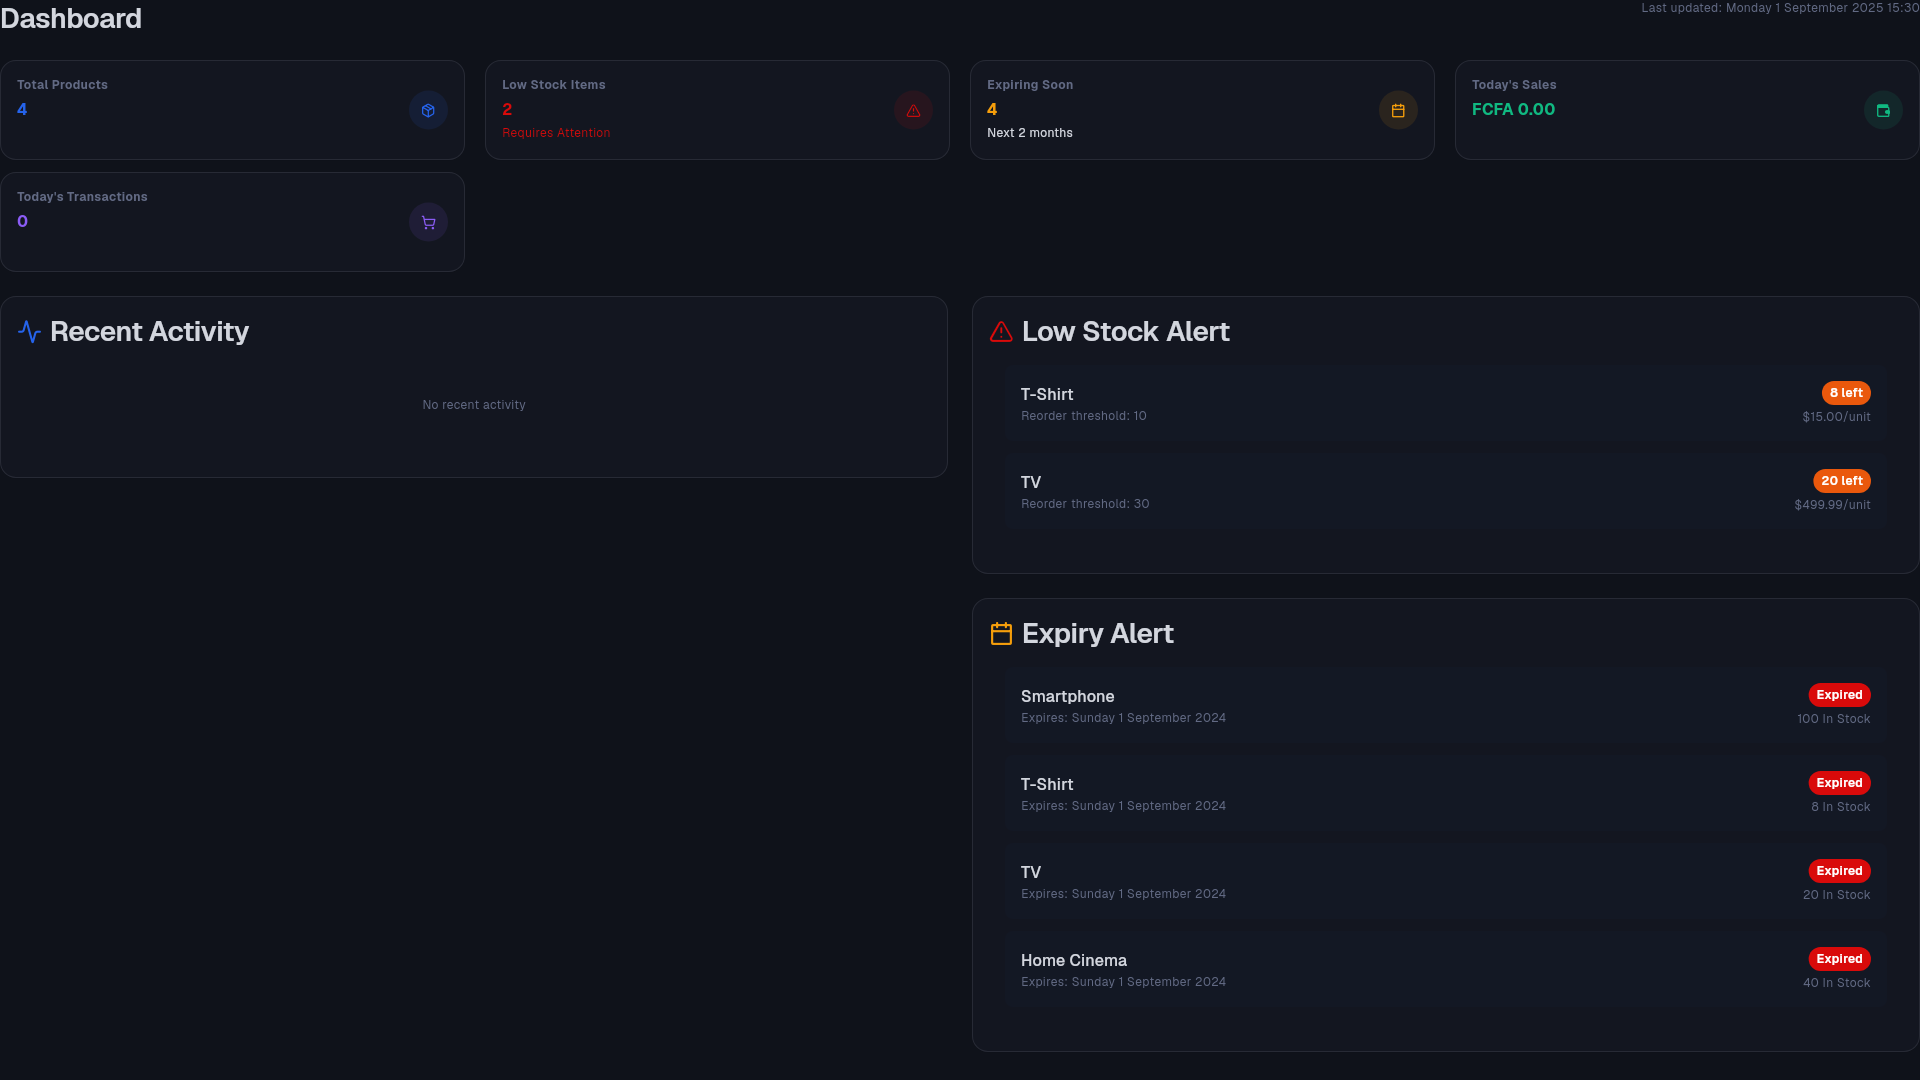 Dashboard
Last updated: Monday 1 September 2025 15:30
Total Products
4
Low Stock Items
2
Requires Attention
Expiring Soon
4
Next 2 months
Today's Sales
FCFA 0.00
Today's Transactions
0
Recent Activity
No recent activity
Low Stock Alert
T-Shirt
8 left
Reorder threshold: 10
$15.00/unit
TV
20 left
Reorder threshold: 30
$499.99/unit
Expiry Alert
Smartphone
Expired
Expires: Sunday 1 September 2024
100 In Stock
T-Shirt
Expired
Expires: Sunday 1 September 2024
8 In Stock
TV
Expired
Expires: Sunday 1 September 2024
20 In Stock
Home Cinema
Expired
Expires: Sunday 1 September 2024
40 In Stock